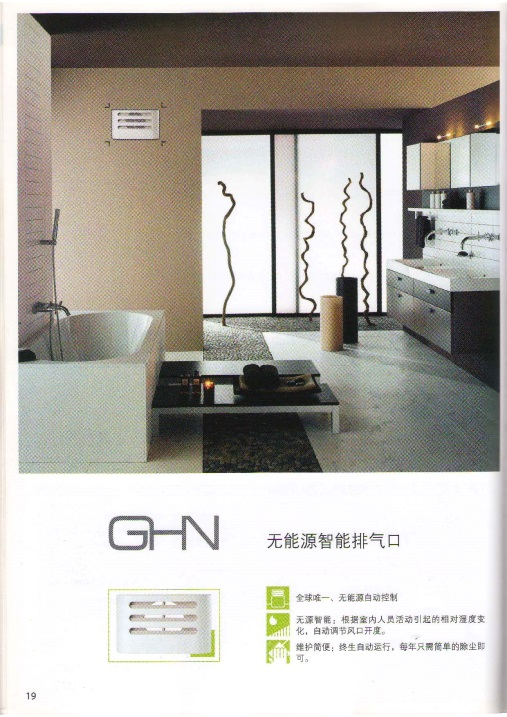 GHN
无能源智能排气口
全球唯一、无能源自动控制
无源智能；根据室内人员活动引起的相对湿度变
化，自动调节风口开度。
维护简便；终生自动运行，每年只需简单的除尘即
可。
19